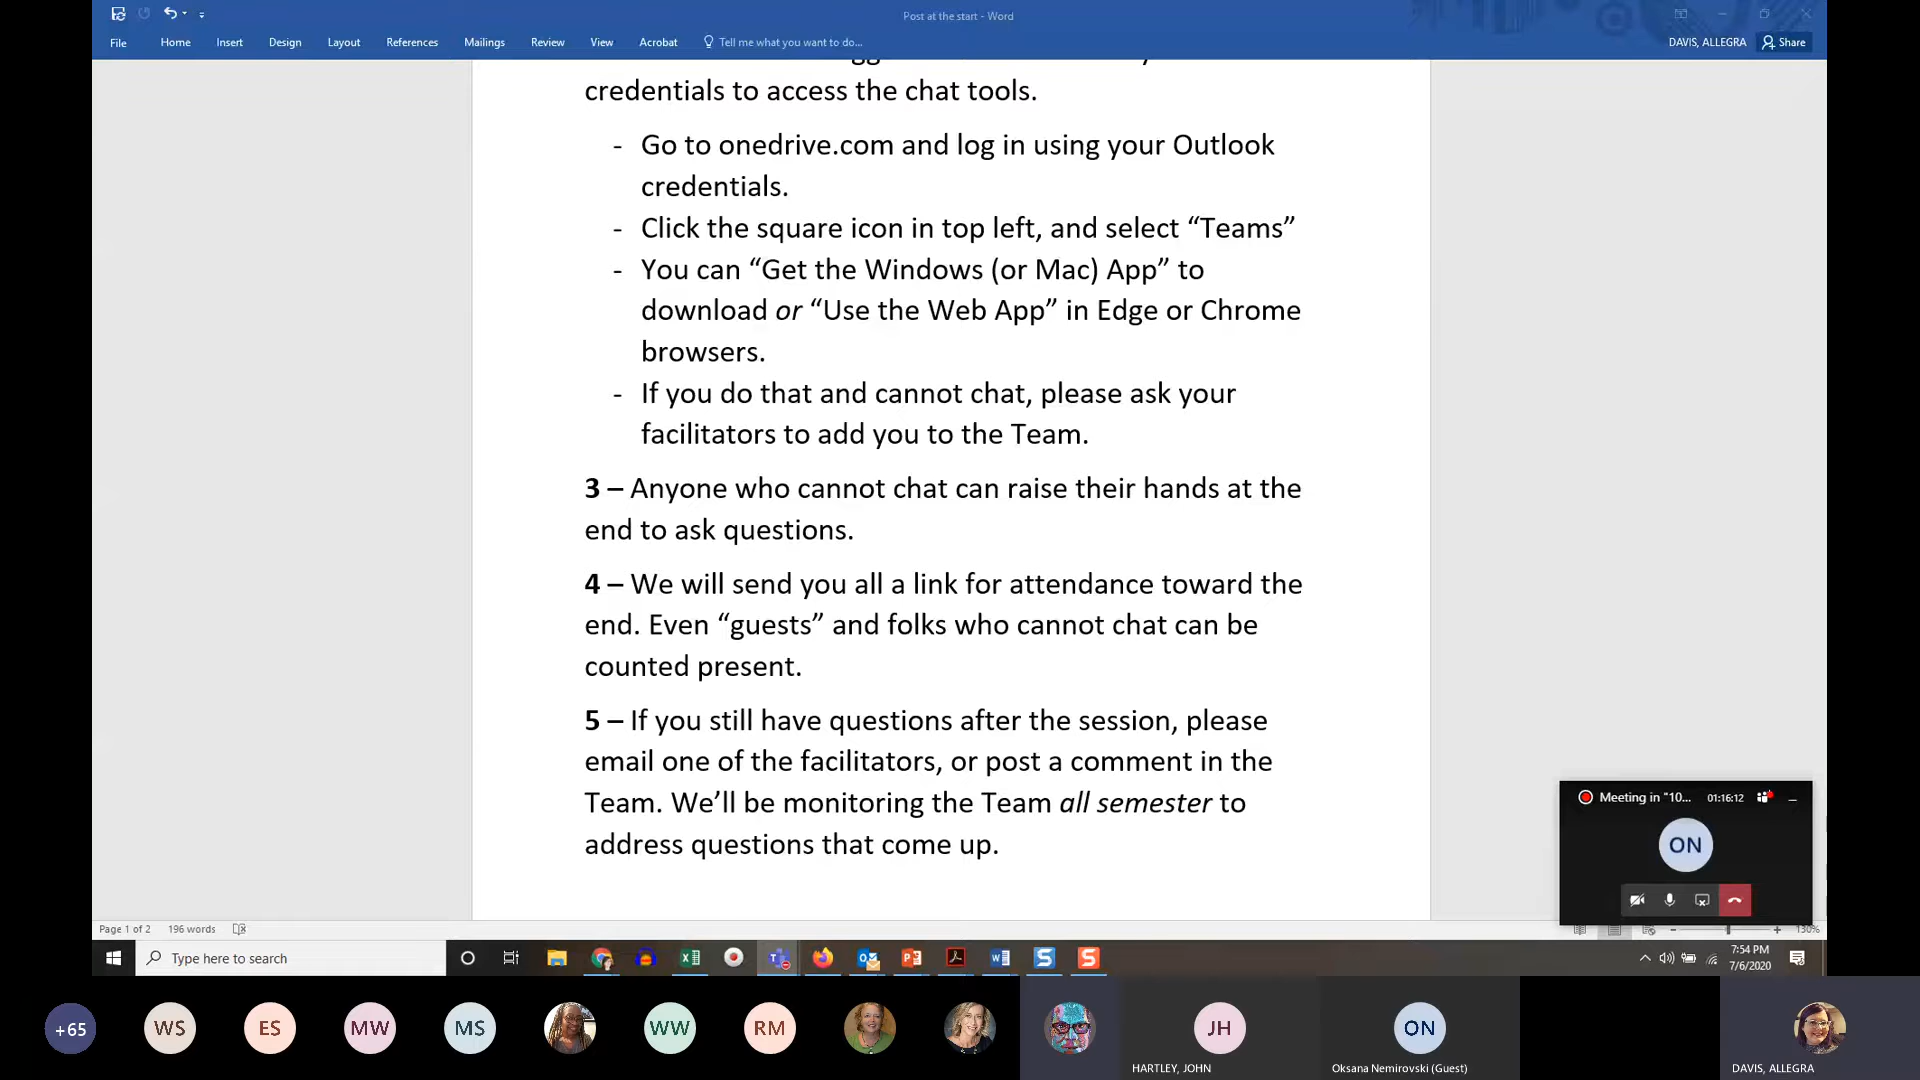 Post at the start - Word
File Home Insert Design Layout References Mailings Review View Acrobat Tell me what you want to do... DAVIS, ALLEGRA Share
credentials to access the chat tools.
- Go to onedrive.com and log in using your Outlook
credentials.
- Click the square icon in top left, and select “Teams”
- You can “Get the Windows (or Mac) App” to
download or “Use the Web App” in Edge or Chrome
browsers.
- If you do that and cannot chat, please ask your
facilitators to add you to the Team.
3 – Anyone who cannot chat can raise their hands at the
end to ask questions.
4 – We will send you all a link for attendance toward the
end. Even “guests” and folks who cannot chat can be
counted present.
5 – If you still have questions after the session, please
email one of the facilitators, or post a comment in the
Team. We’ll be monitoring the Team all semester to
address questions that come up.
Meeting in "10... 01:16:12
ON
Page 1 of 2 196 words 130%
Type here to search
7:54 PM
7/6/2020
+65 WS ES MW MS WW RM JH ON
HARTLEY, JOHN Oksana Nemirovski (Guest) DAVIS, ALLEGRA